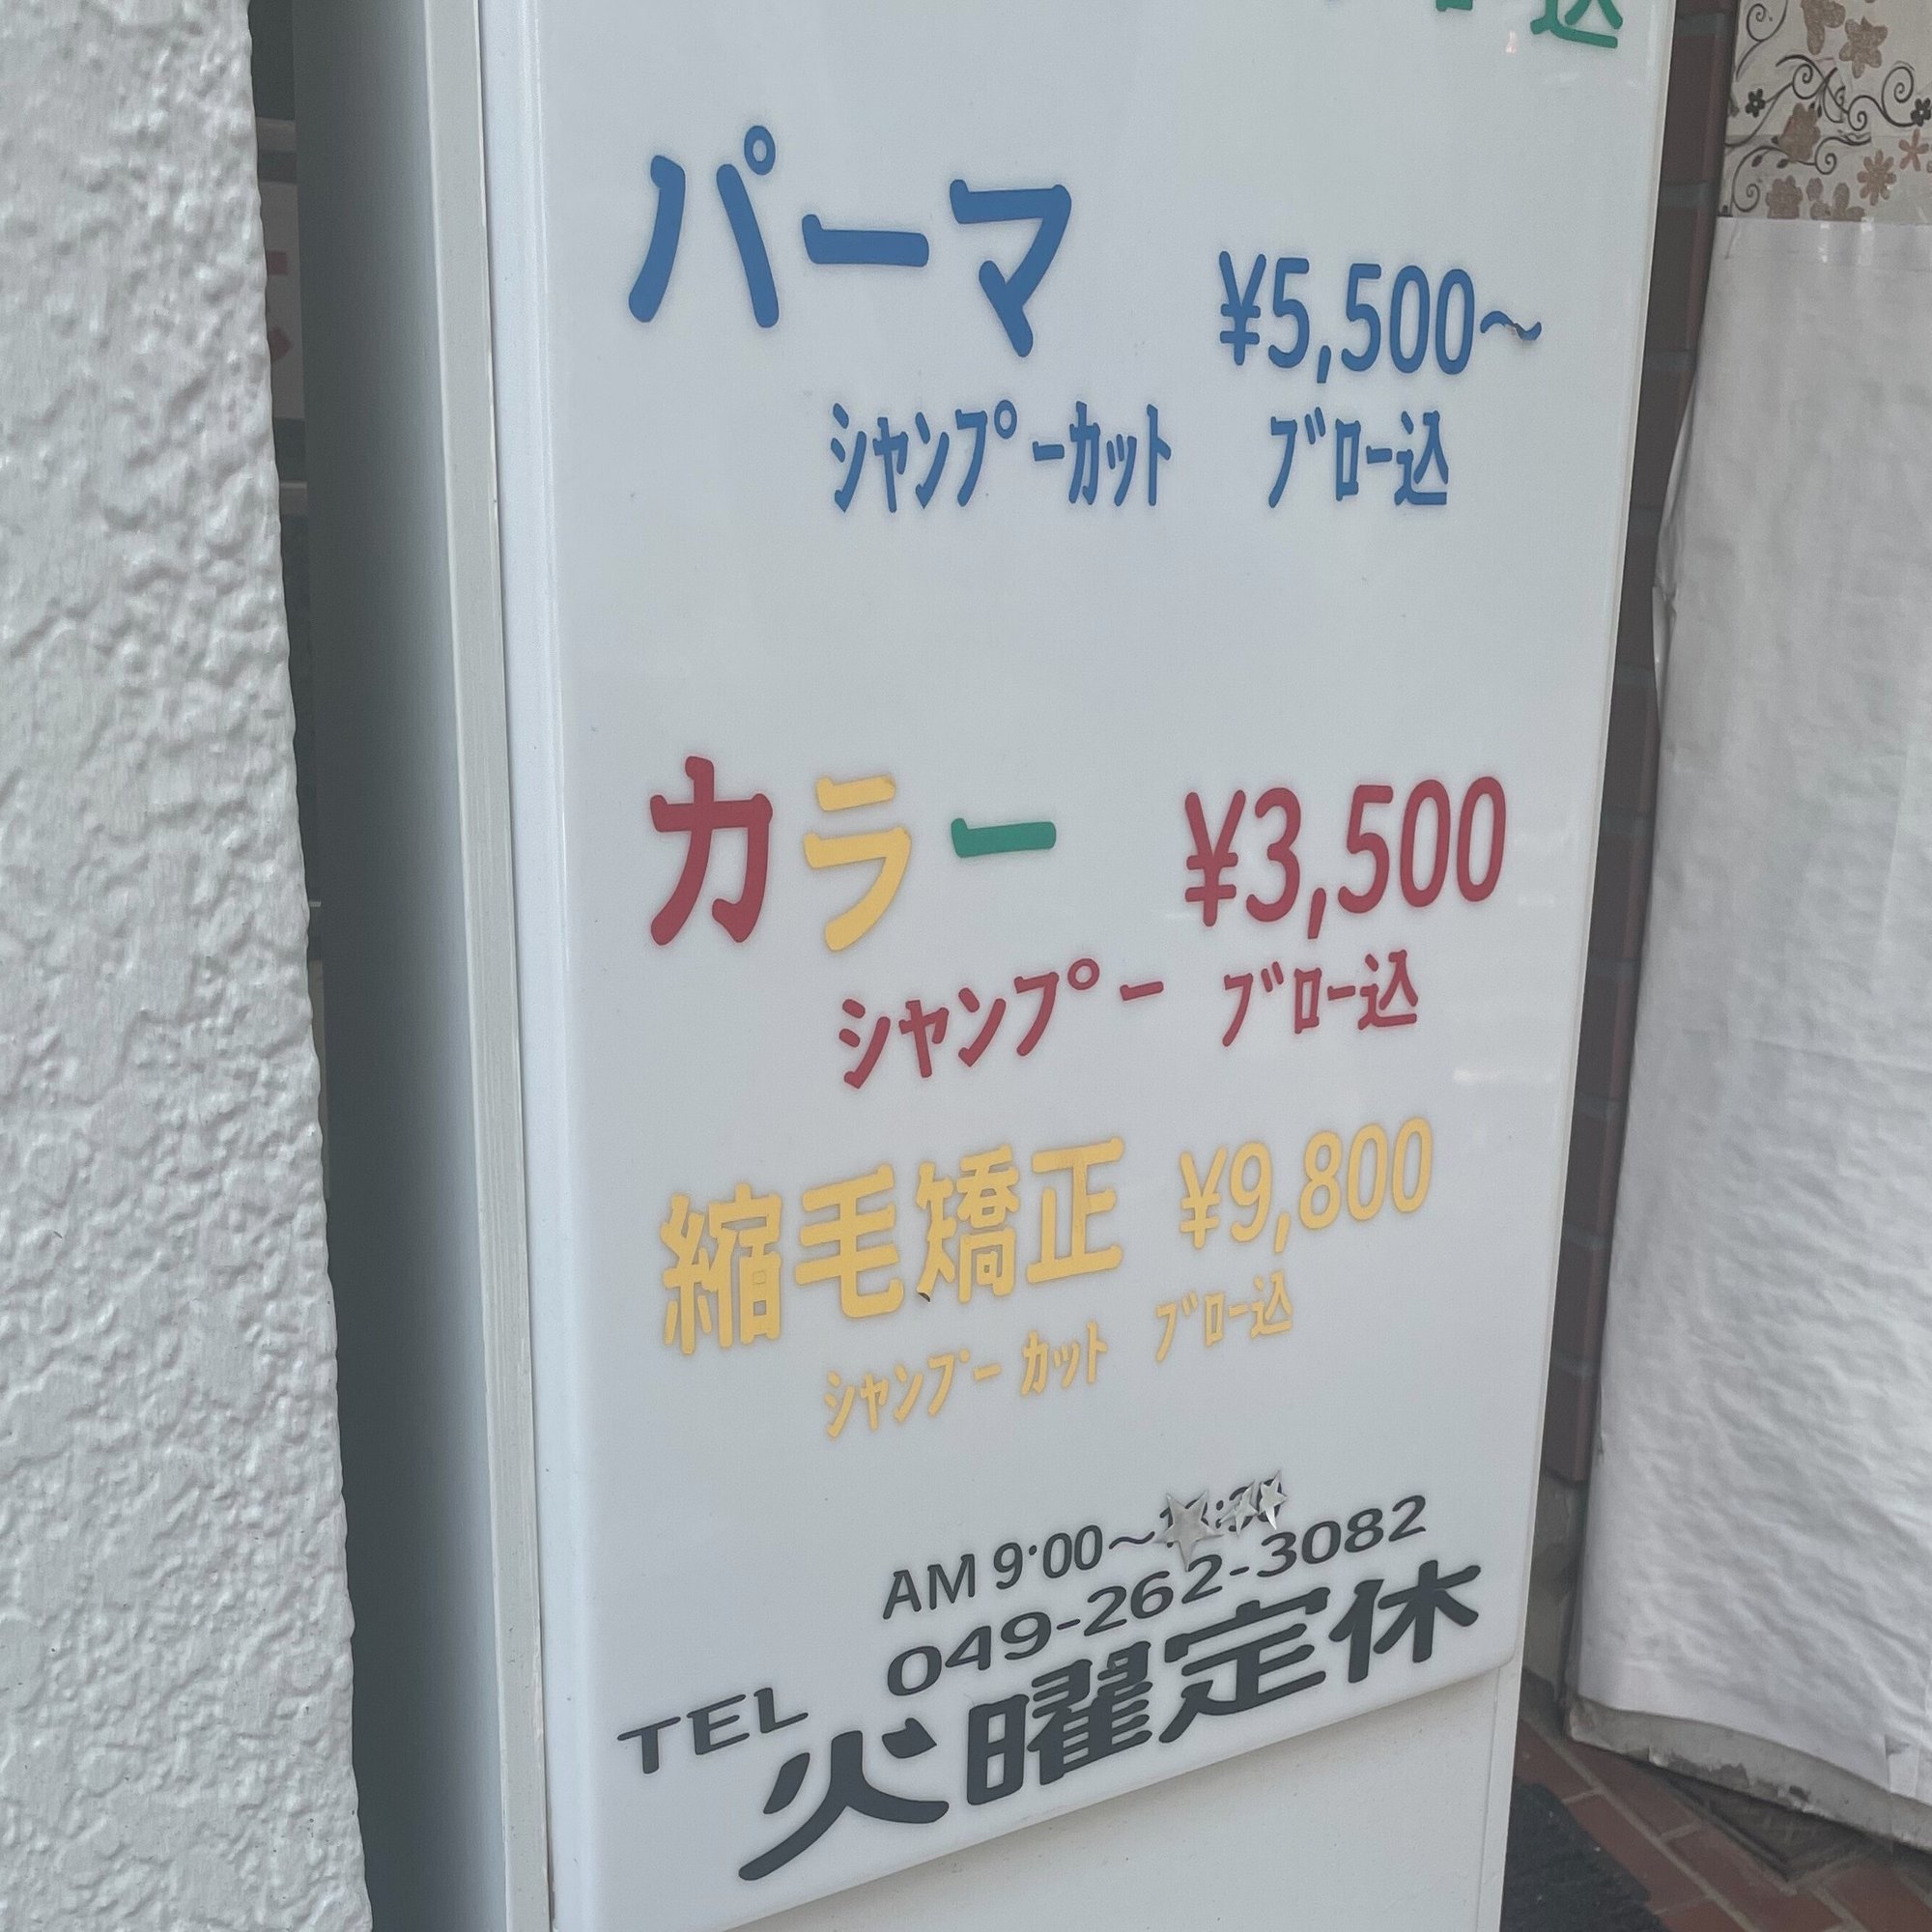 込
パーマ ¥5,500～
シャンプーカット ブロー込
カラー ¥3,500
シャンプー ブロー込
縮毛矯正 ¥9,800
シャンプー カット ブロー込
AM 9:00～
TEL 049-262-3082
火曜定休